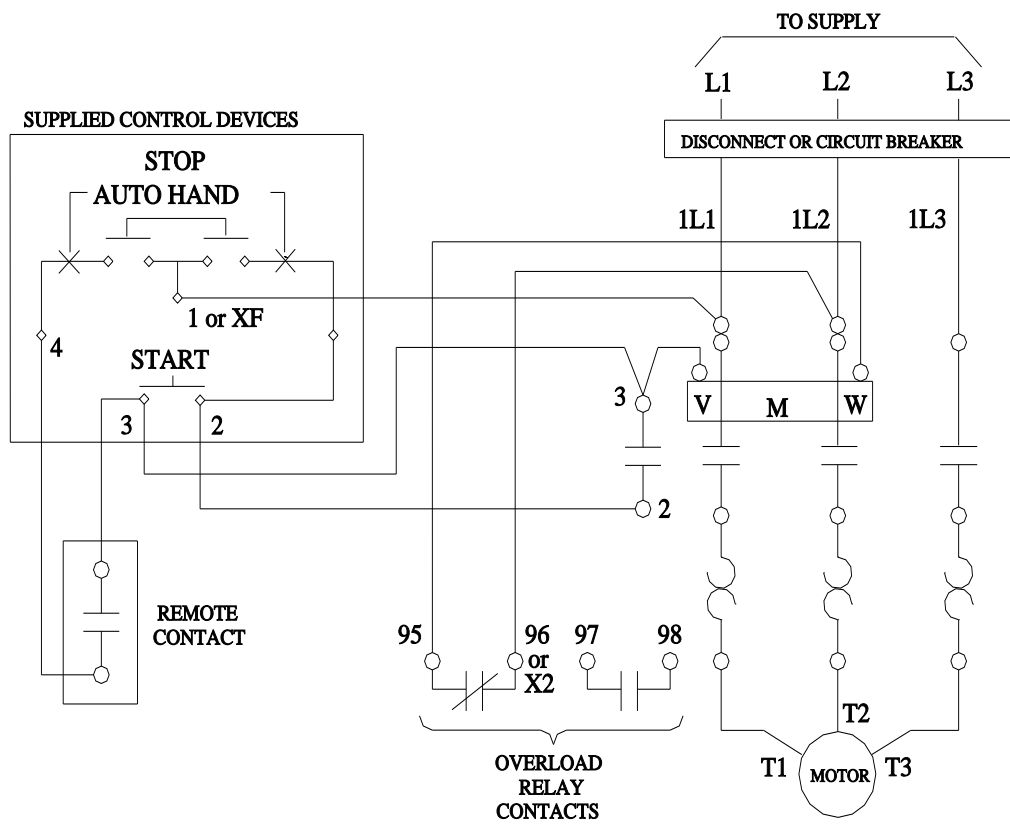 TO SUPPLY
L1 L2 L3
SUPPLIED CONTROL DEVICES
DISCONNECT OR CIRCUIT BREAKER
STOP
AUTO HAND
1L1 1L2 1L3
1 or XF
4
START
3 2
3
V M W
2
REMOTE
CONTACT
95 96 97 98
or
X2
T2
T1 MOTOR T3
OVERLOAD
RELAY
CONTACTS